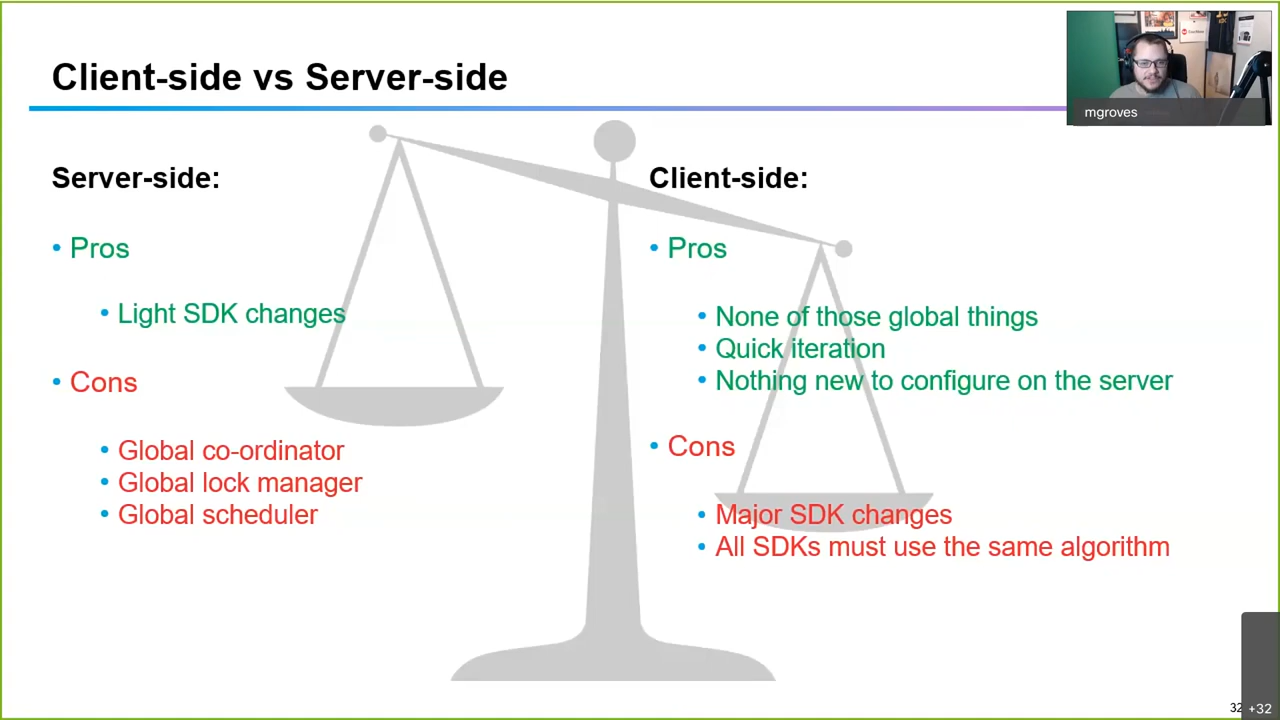 Client-side vs Server-side
mgroves
Server-side:
• Pros
• Light SDK changes
• Cons
• Global co-ordinator
• Global lock manager
• Global scheduler
Client-side:
• Pros
• None of those global things
• Quick iteration
• Nothing new to configure on the server
• Cons
• Major SDK changes
• All SDKs must use the same algorithm
32
+32